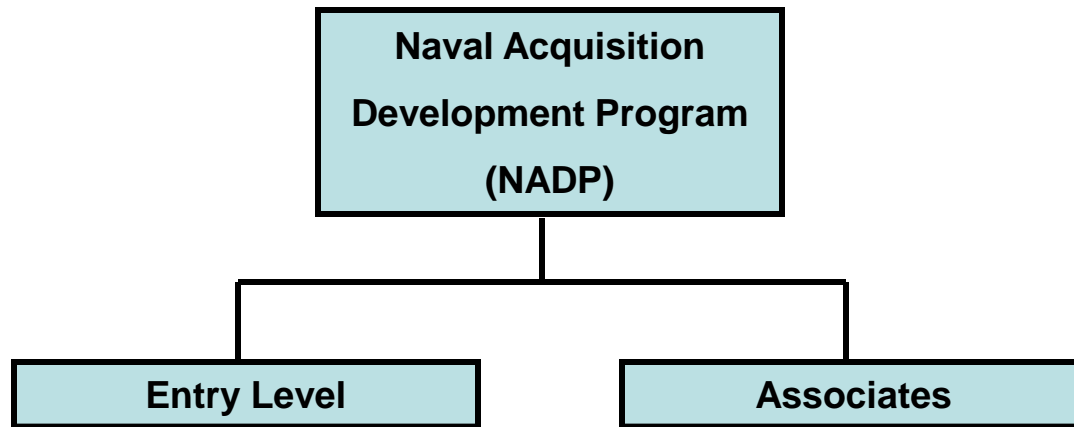 Naval Acquisition
Development Program
(NADP)
Entry Level
Associates